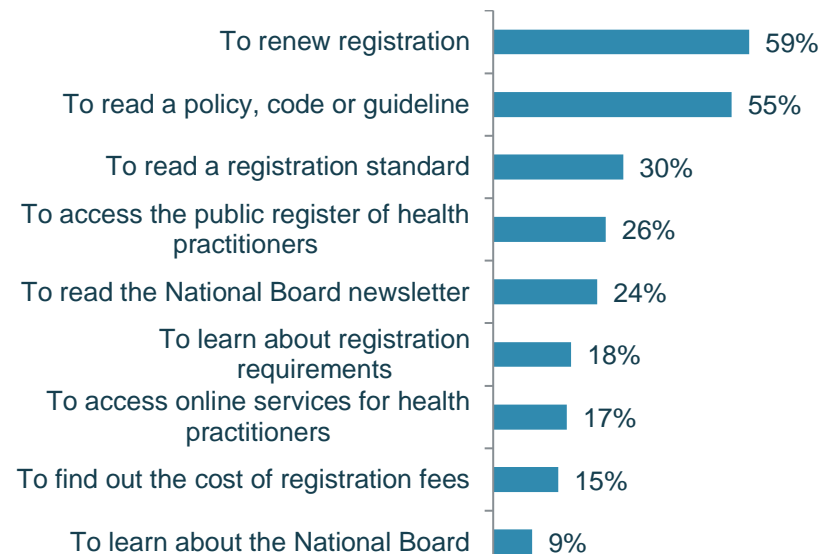 To renew registration 59%
To read a policy, code or guideline 55%
To read a registration standard 30%
To access the public register of health
practitioners 26%
To read the National Board newsletter 24%
To learn about registration
requirements 18%
To access online services for health
practitioners 17%
To find out the cost of registration fees 15%
To learn about the National Board 9%